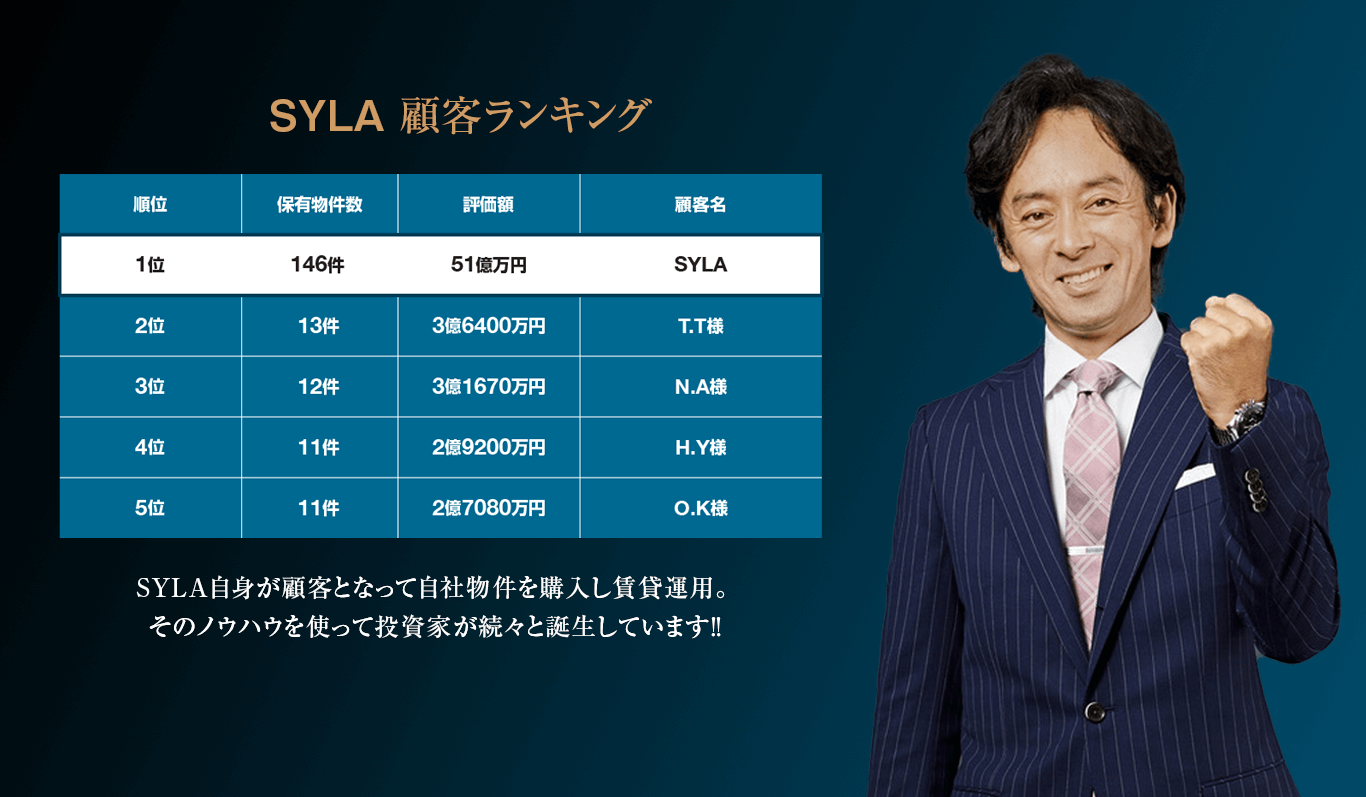 SYLA 顧客ランキング
順位 保有物件数 評価額 顧客名
1位 146件 51億万円 SYLA
2位 13件 3億6400万円 T.T様
3位 12件 3億1670万円 N.A様
4位 11件 2億9200万円 H.Y様
5位 11件 2億7080万円 O.K様
SYLA自身が顧客となって自社物件を購入し賃貸運用。
そのノウハウを使って投資家が続々と誕生しています!!